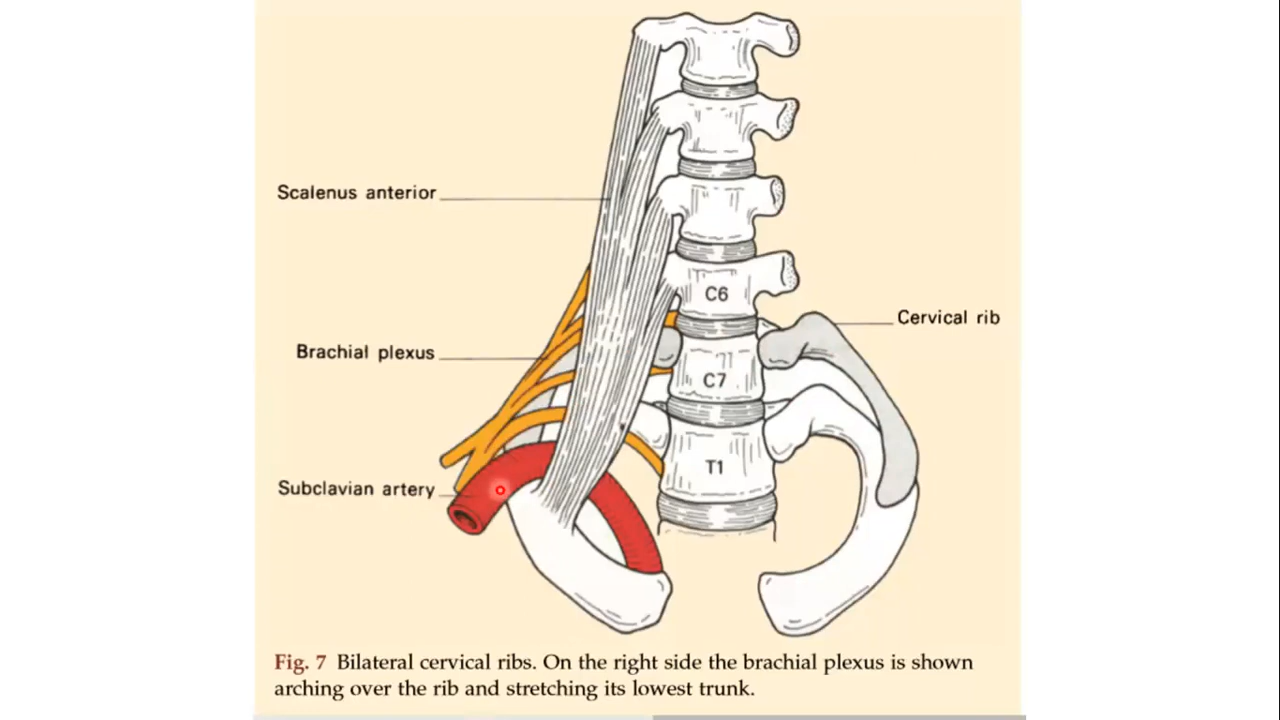 Scalenus anterior
C6
Cervical rib
Brachial plexus
C7
T1
Subclavian artery
Fig. 7 Bilateral cervical ribs. On the right side the brachial plexus is shown
arching over the rib and stretching its lowest trunk.